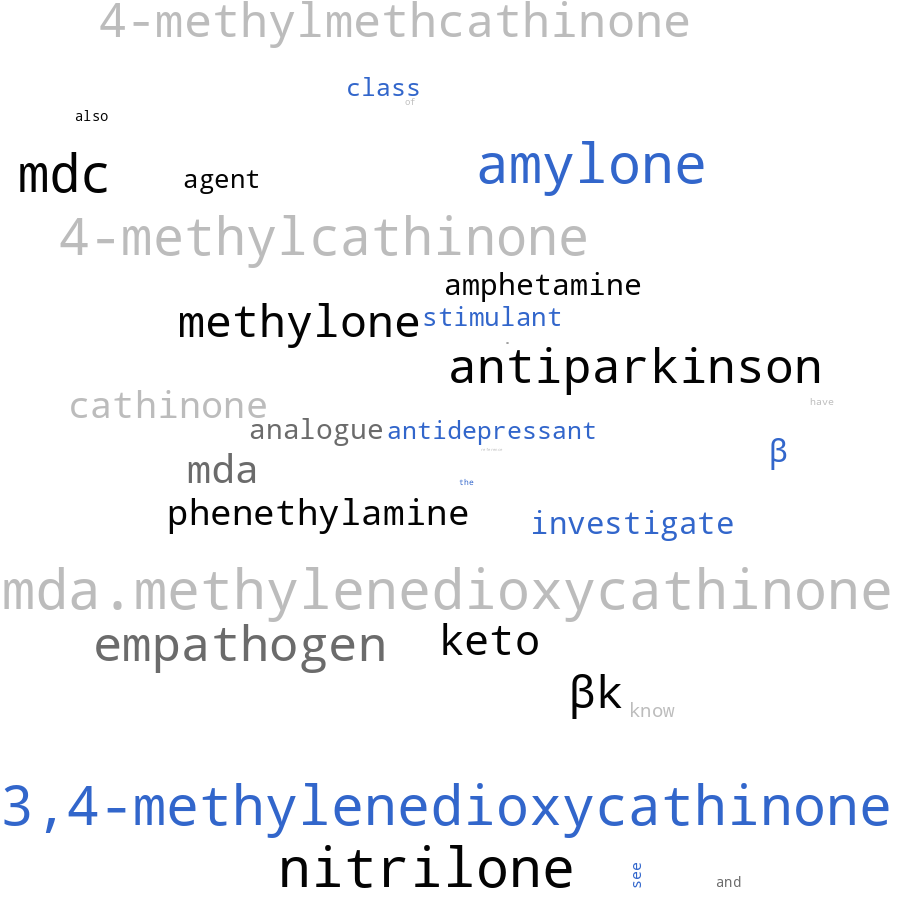 4-methylmethcathinone
class
of
also
mdc agent amylone
4-methylcathinone
amphetamine
methylone stimulant
antiparkinson
cathinone have
analogue antidepressant β
mda
the
phenethylamine investigate
mda.methylenedioxycathinone
empathogen keto
βk know
3,4-methylenedioxycathinone
nitrilone see and